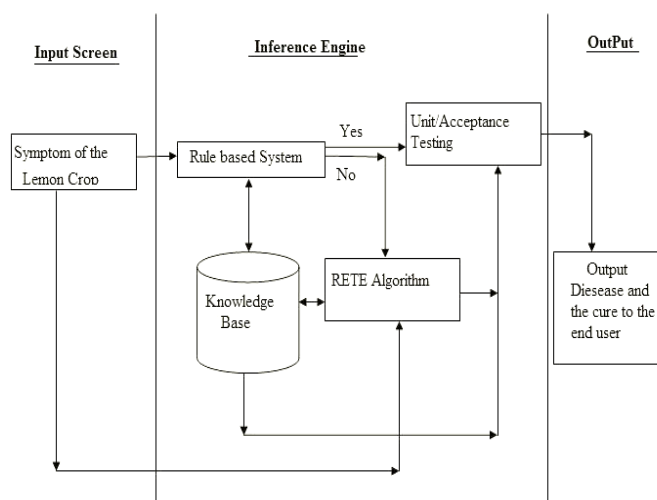 Input Screen
Inference Engine
OutPut
Symptom of the
Lemon Crop
Rule based System
Yes
No
Unit/Acceptance
Testing
Knowledge
Base
RETE Algorithm
Output
Diesease and
the cure to the
end user